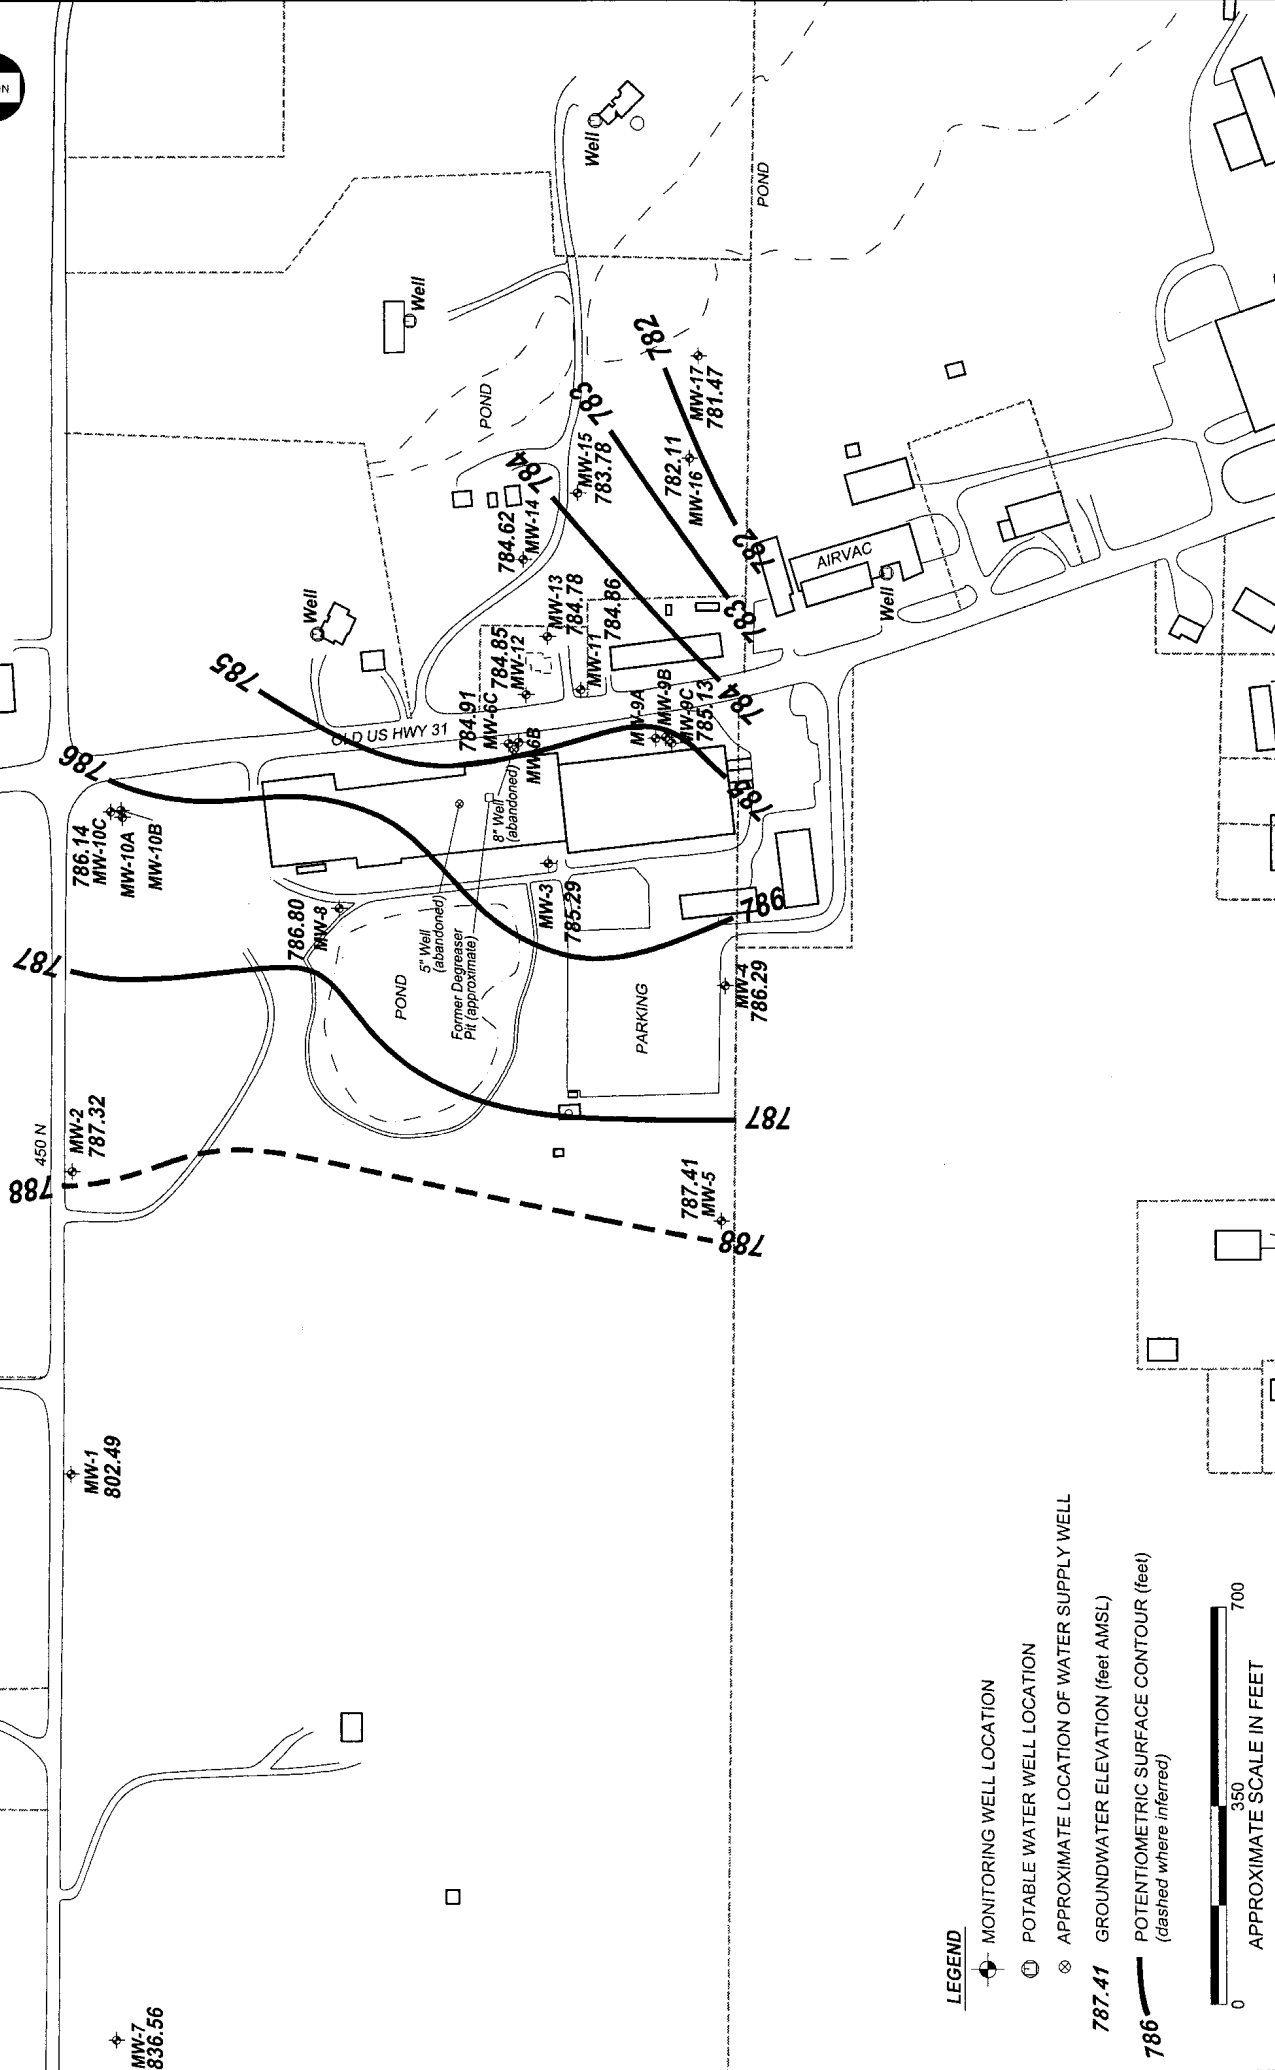 N
Well
POND
Well
POND
782
MW-17
781.47
783
782.11
MW-16
MW-15
783.78
784
784.62
MW-14
782
AIRVAC
Well
Well
MW-13
784.78
784.86
MW-11
784.85
MW-12
783
785
784.91
MW-6C
MW-6B
OLD US HWY 31
MW-9A
MW-9B
MW-9C
785.13
784
786
786.14
MW-10C
MW-10A
MW-10B
8" Well
(abandoned)
785
786.80
MW-8
MW-3
785.29
786
5" Well
(abandoned)
Former Degreaser
Pit (approximate)
787
POND
PARKING
MW-4
786.29
450 N
MW-2
787.32
787
788
787.41
MW-5
788
MW-1
802.49
MW-7
836.56
LEGEND
MONITORING WELL LOCATION
POTABLE WATER WELL LOCATION
APPROXIMATE LOCATION OF WATER SUPPLY WELL
787.41 GROUNDWATER ELEVATION (feet AMSL)
786 POTENTIOMETRIC SURFACE CONTOUR (feet)
(dashed where inferred)
0 350 700
APPROXIMATE SCALE IN FEET